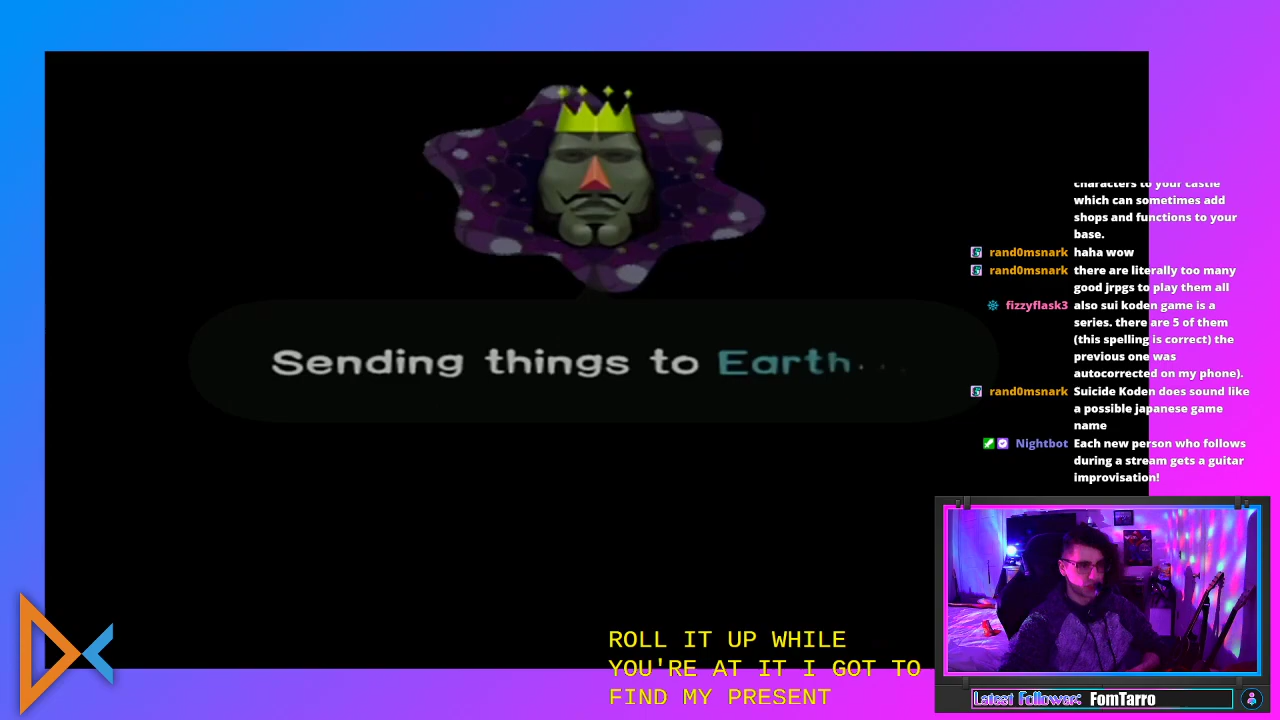 characters to your castle
which can sometimes add
shops and functions to your
base.
rand0msnark haha wow
rand0msnark there are literally too many
good jrpgs to play them all
fizzyflask3 also sui koden game is a
series. there are 5 of them
(this spelling is correct) the
previous one was
autocorrected on my phone).
rand0msnark Suicide Koden does sound like
a possible japanese game
name
Nightbot Each new person who follows
during a stream gets a guitar
improvisation!
Sending things to Earth...
ROLL IT UP WHILE
YOU'RE AT IT I GOT TO
FIND MY PRESENT
Latest Follower: FomTarro